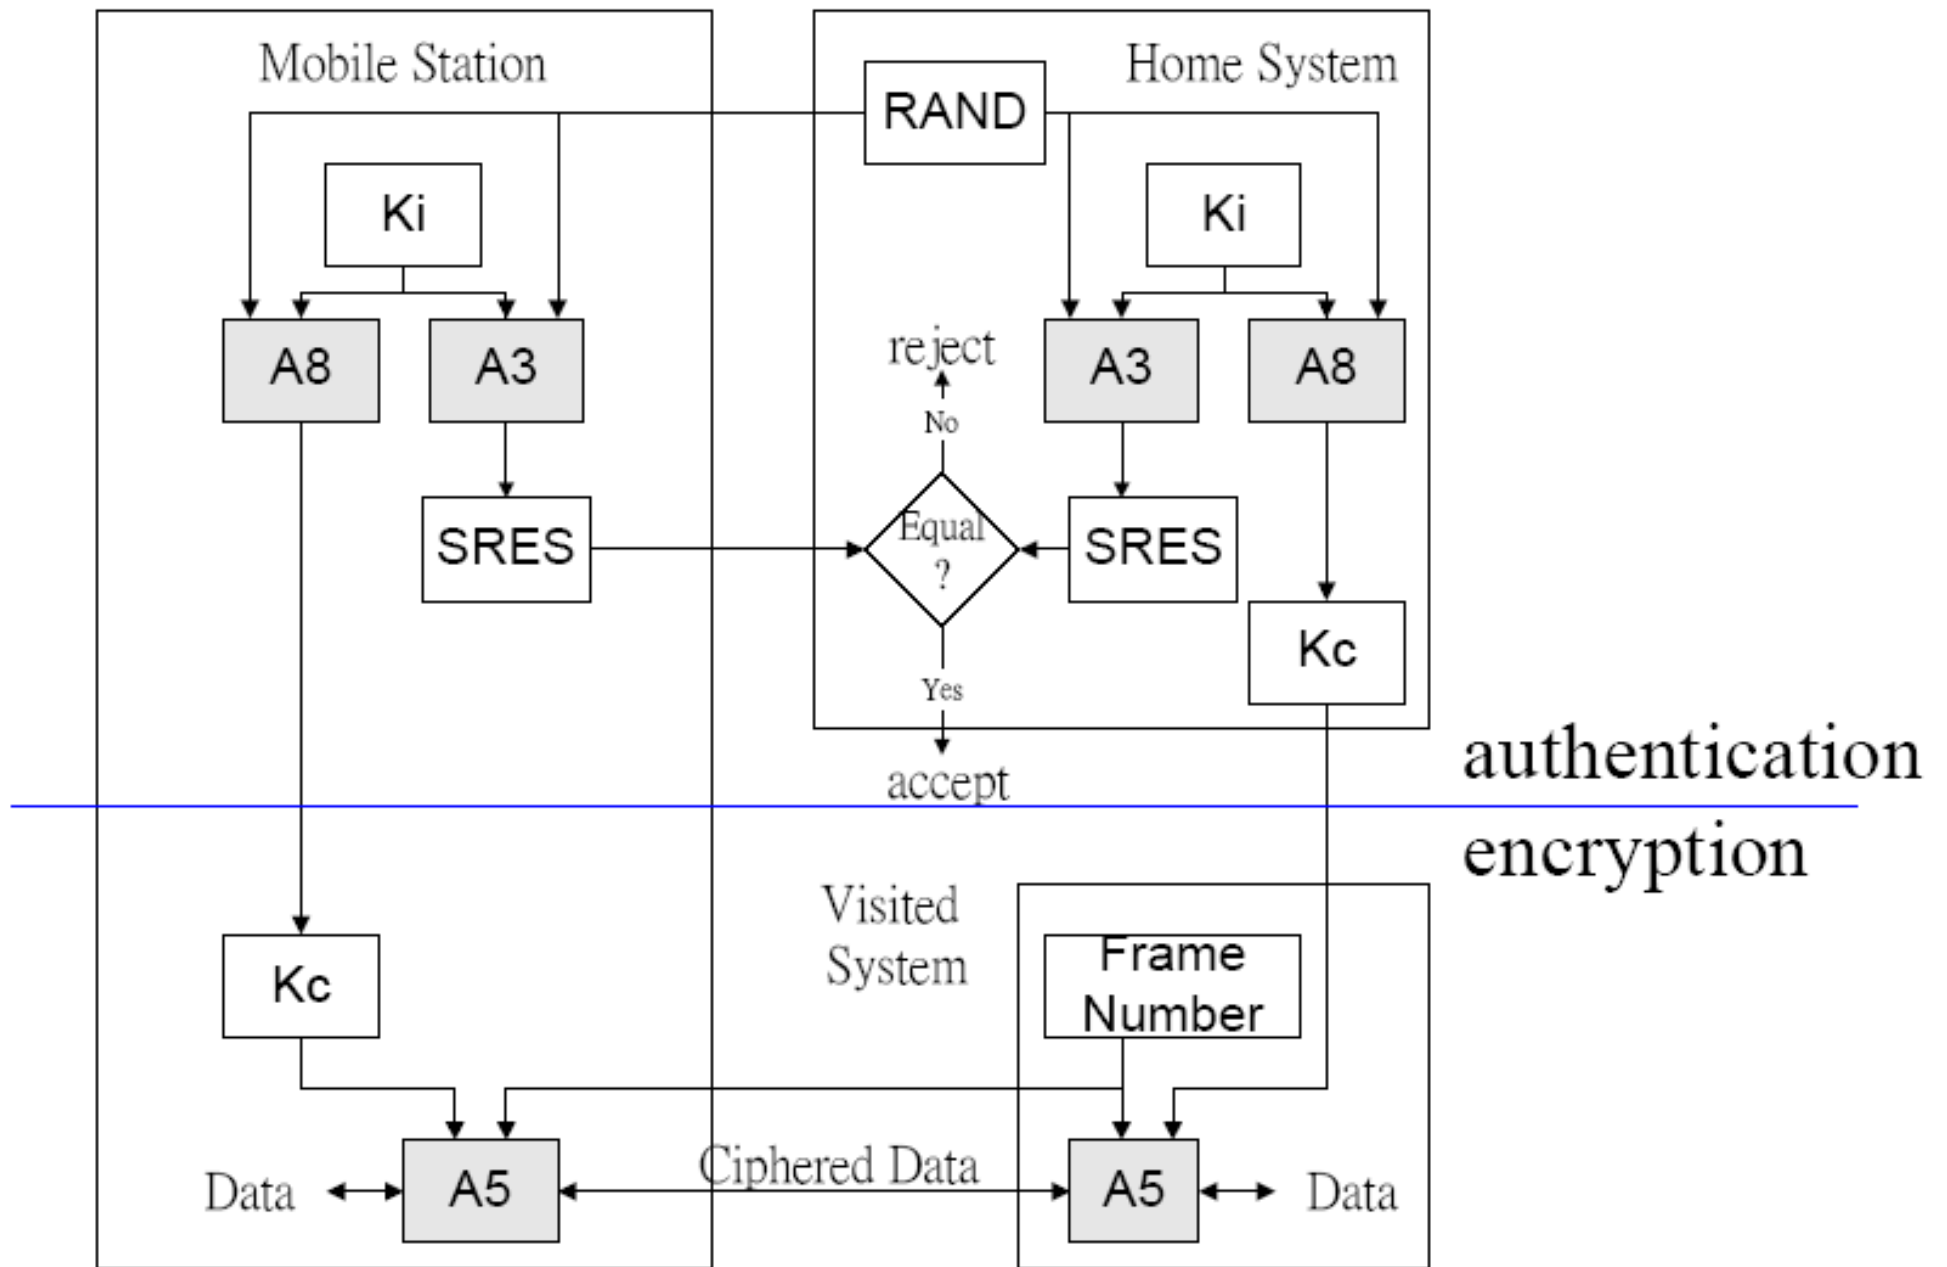 Mobile Station
Home System
RAND
Ki
Ki
A8
A3
reject
A3
A8
No
SRES
Equal
?
SRES
Kc
Yes
accept
authentication
encryption
Visited
System
Frame
Number
Kc
Ciphered Data
Data
A5
A5
Data